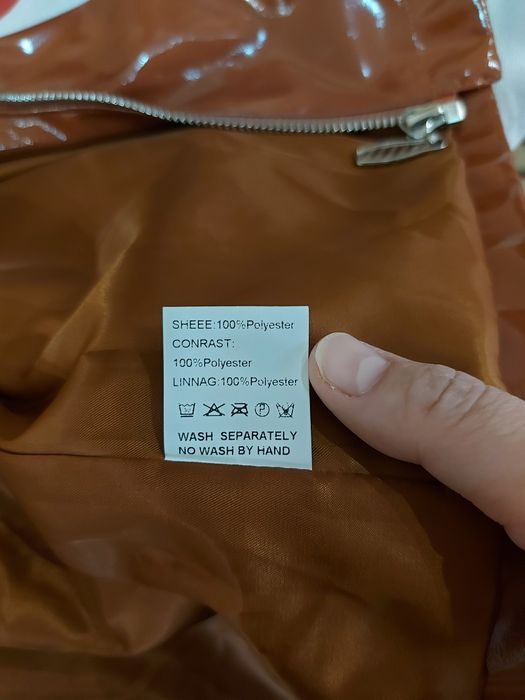 SHEEE:100%Polyester
CONRAST:
100%Polyester
LINNAG:100%Polyester
WASH SEPARATELY
NO WASH BY HAND